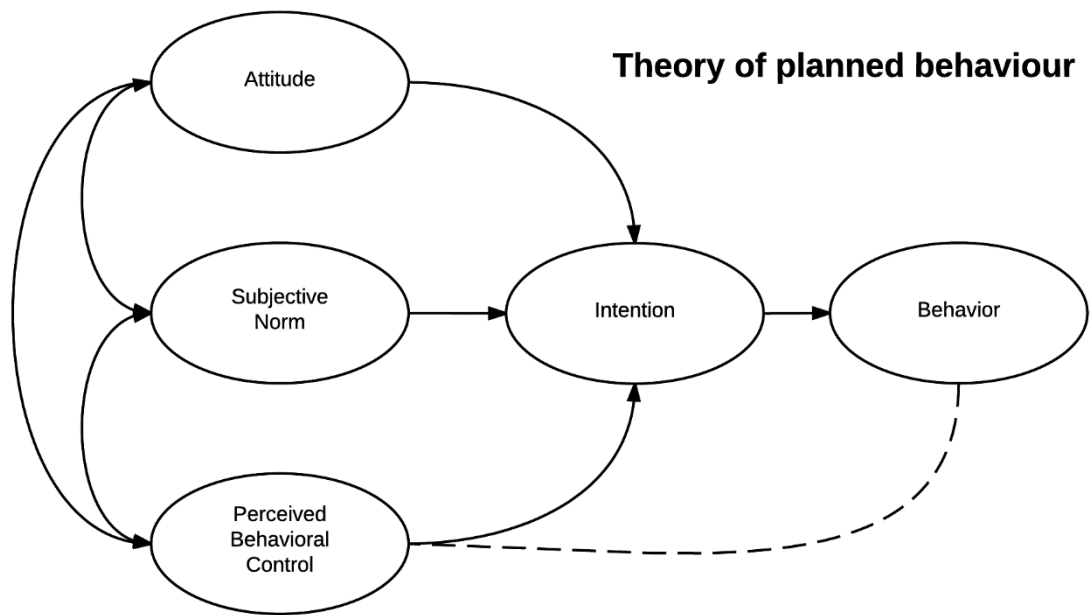 Theory of planned behaviour
Attitude
Subjective
Norm
Intention
Behavior
Perceived
Behavioral
Control